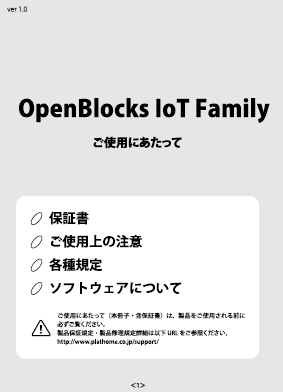 ver 1.0
OpenBlocks IoT Family
ご使用にあたって
保証書
ご使用上の注意
各種規定
ソフトウェアについて
ご使用にあたって（本冊子・含保証書）は、製品をご使用される前に
必ずご覧ください。
製品保証規定・製品修理規定詳細は以下 URL をご参照ください。
http://www.plathome.co.jp/support/
<1>